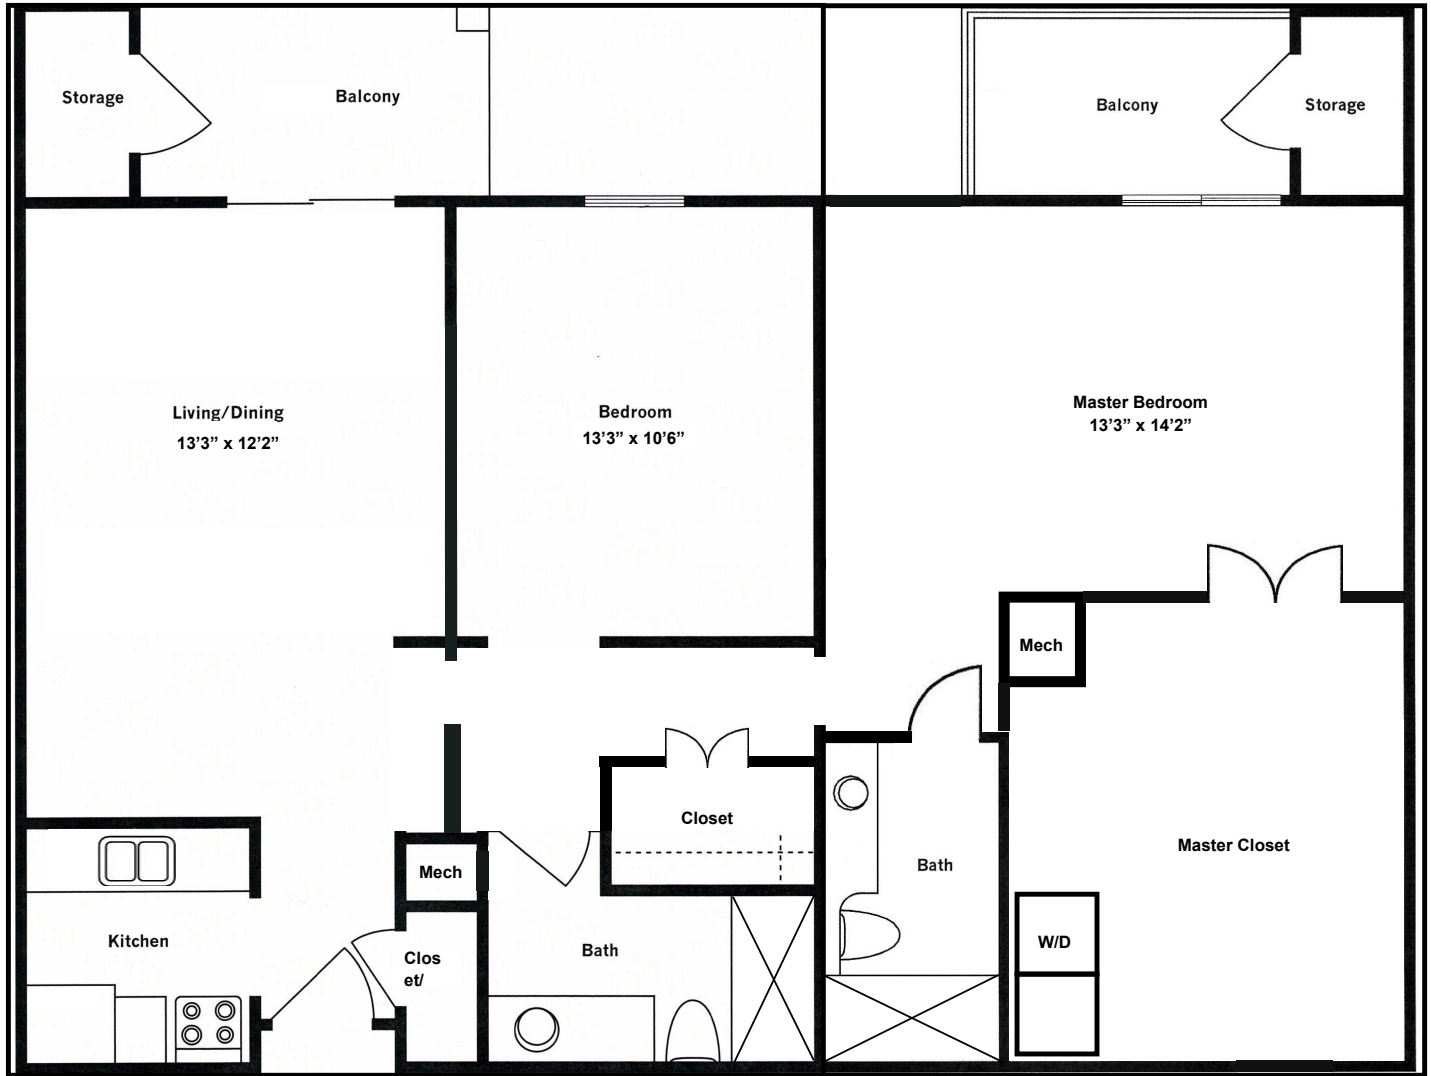 Storage
Balcony
Balcony
Storage
Living/Dining
13’3” x 12’2”
Bedroom
13’3” x 10’6”
Master Bedroom
13’3” x 14’2”
Mech
Closet
Master Closet
Mech
Bath
Kitchen
Clos
et/
Bath
W/D